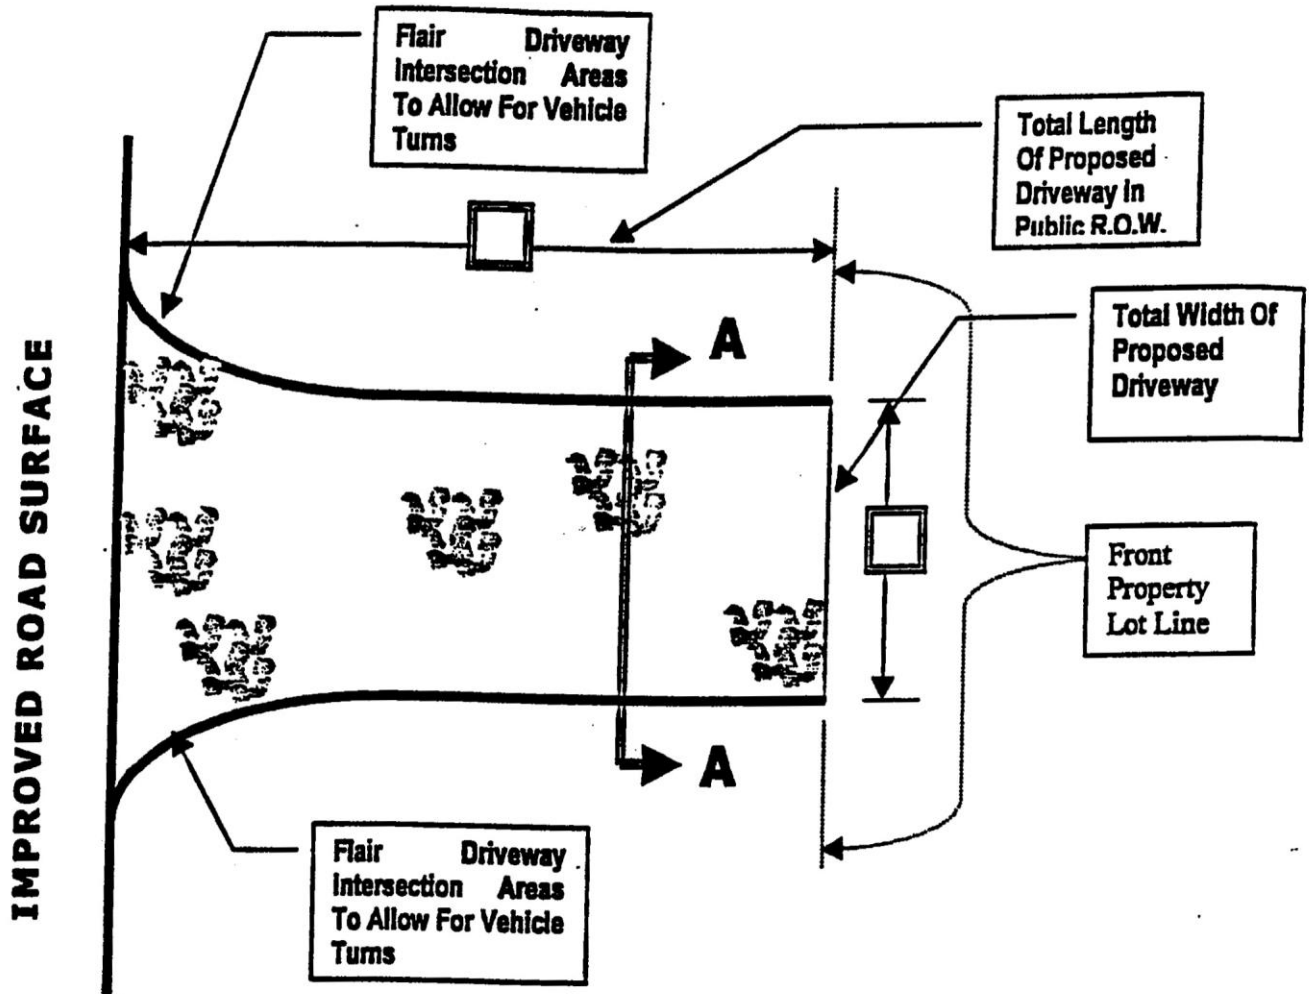 Flair Driveway
Intersection Areas
To Allow For Vehicle
Turns
Total Length
Of Proposed
Driveway In
Public R.O.W.
Total Width Of
Proposed
Driveway
A
IMPROVED ROAD SURFACE
Front
Property
Lot Line
A
Flair Driveway
Intersection Areas
To Allow For Vehicle
Turns